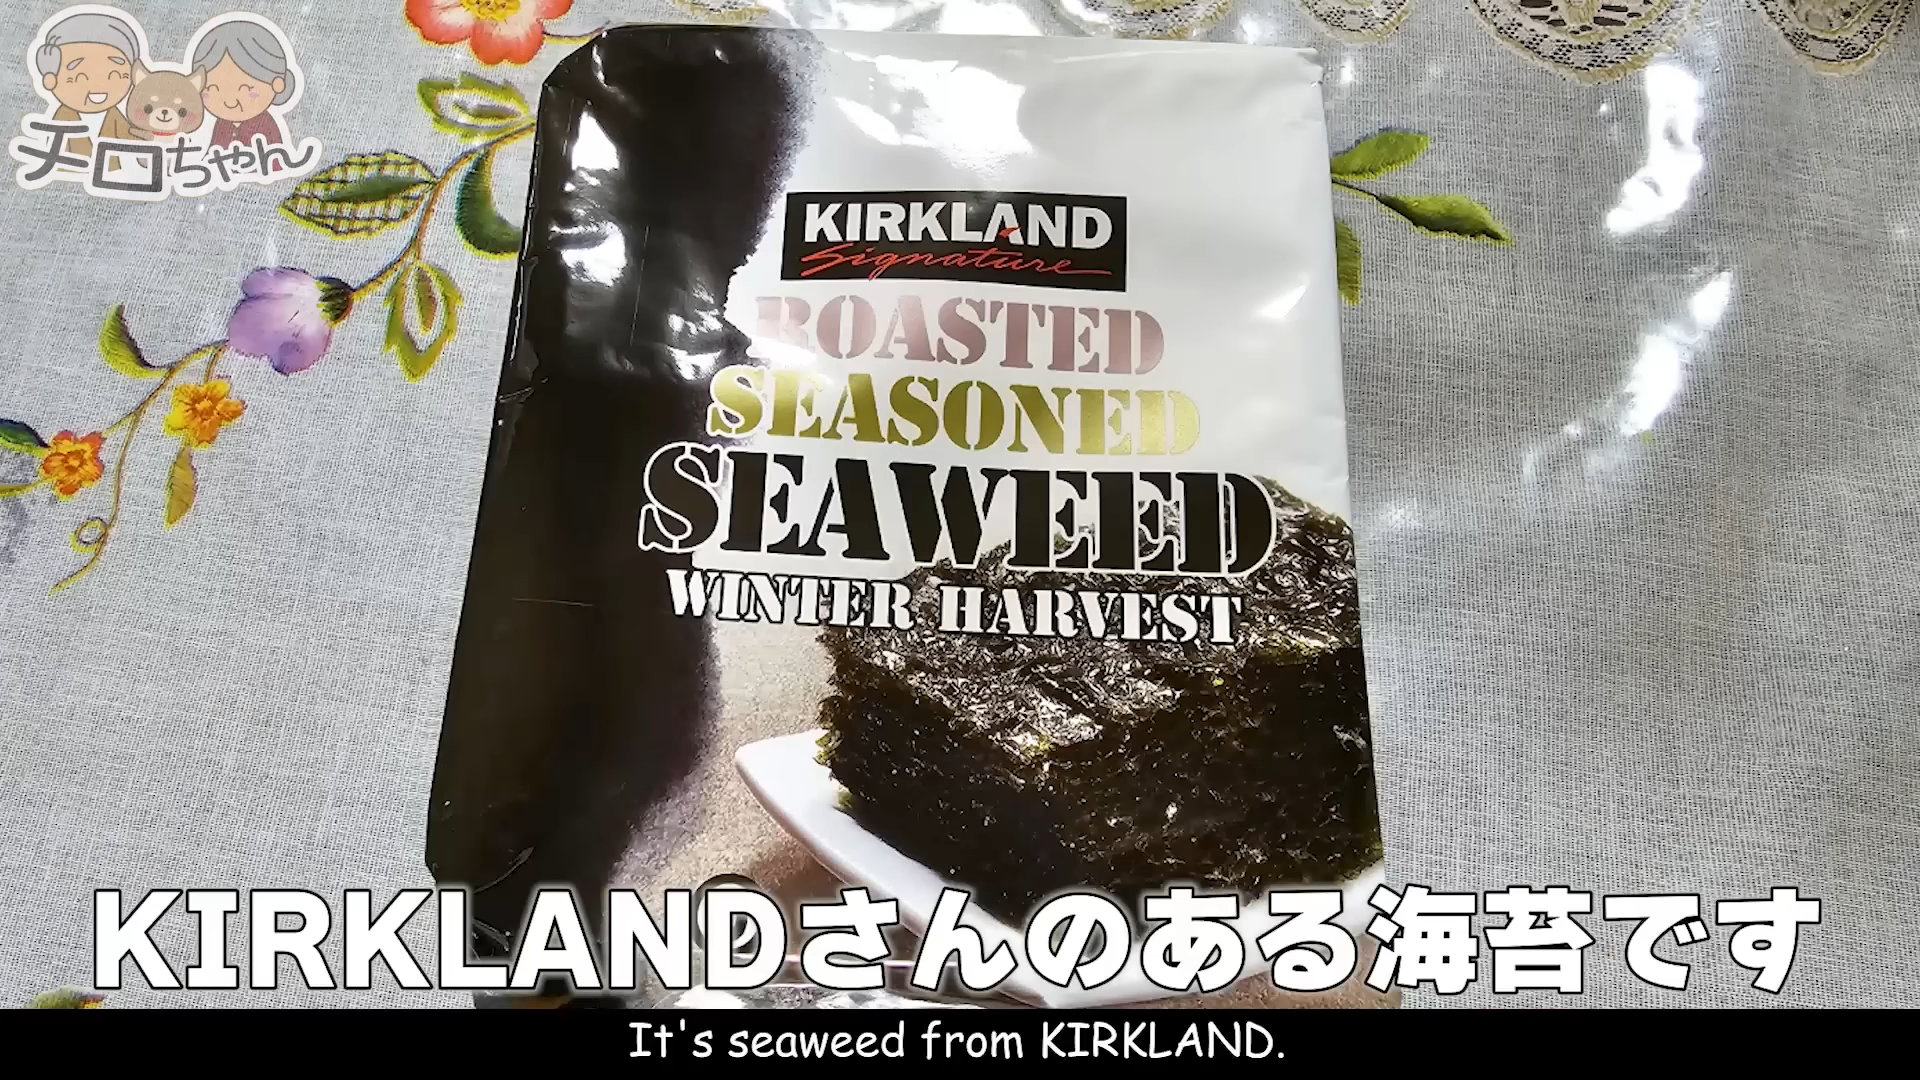 チロちゃん
KIRKLAND
Signature
ROASTED
SEASONED
SEAWEED
WINTER HARVEST
KIRKLANDさんのある海苔です
It's seaweed from KIRKLAND.